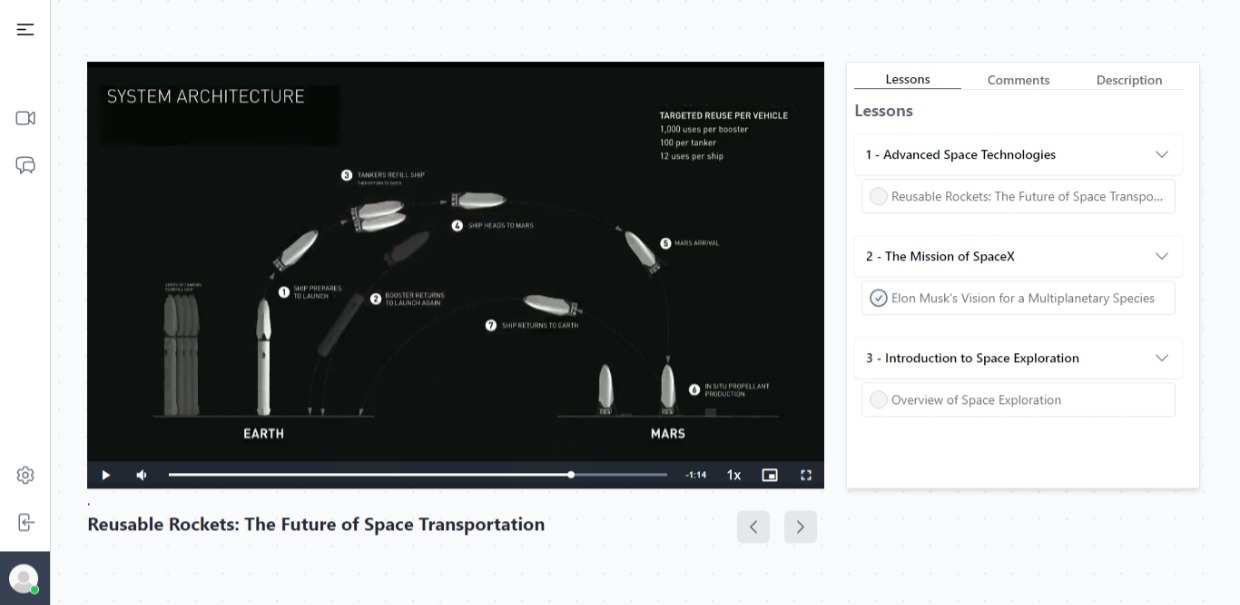 SYSTEM ARCHITECTURE
TARGETED REUSE PER VEHICLE
1,000 uses per booster
100 per tanker
12 uses per ship
3 TANKERS REFILL SHIP
4 SHIP HEADS TO MARS
5 MARS ARRIVAL
1 SHIP PREPARES
TO LAUNCH
2 BOOSTER RETURNS
TO LAUNCH AGAIN
7 SHIP RETURNS TO EARTH
6 IN SITU PROPELLANT
PRODUCTION
EARTH
MARS
-1:14
1x
.
Reusable Rockets: The Future of Space Transportation
Lessons
Comments
Description
Lessons
1 - Advanced Space Technologies
Reusable Rockets: The Future of Space Transpo...
2 - The Mission of SpaceX
Elon Musk's Vision for a Multiplanetary Species
3 - Introduction to Space Exploration
Overview of Space Exploration